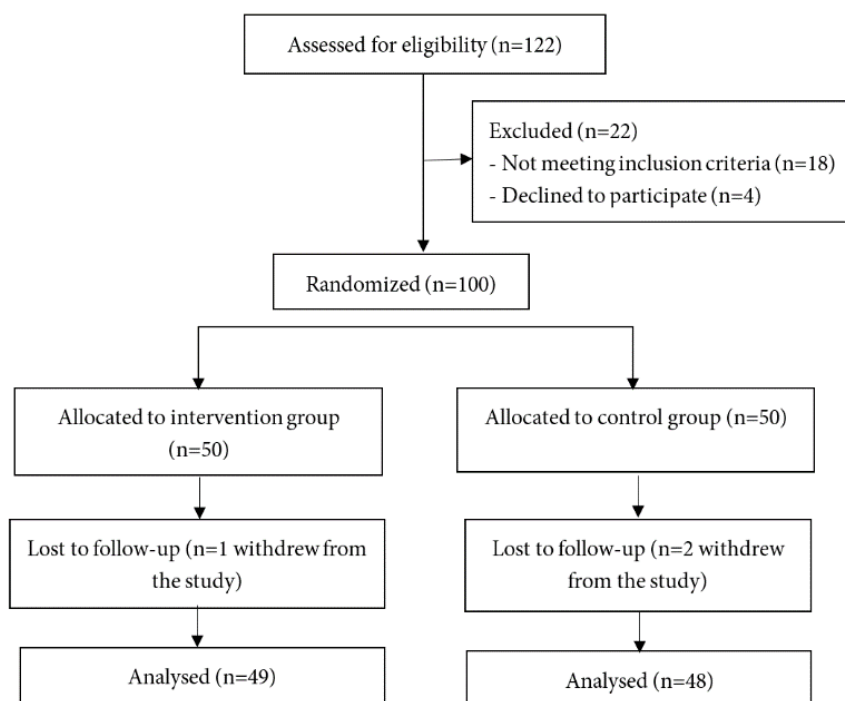 Assessed for eligibility (n=122)
Excluded (n=22)
- Not meeting inclusion criteria (n=18)
- Declined to participate (n=4)
Randomized (n=100)
Allocated to intervention group
(n=50)
Allocated to control group (n=50)
Lost to follow-up (n=1 withdrew from
the study)
Lost to follow-up (n=2 withdrew
from the study)
Analysed (n=49)
Analysed (n=48)